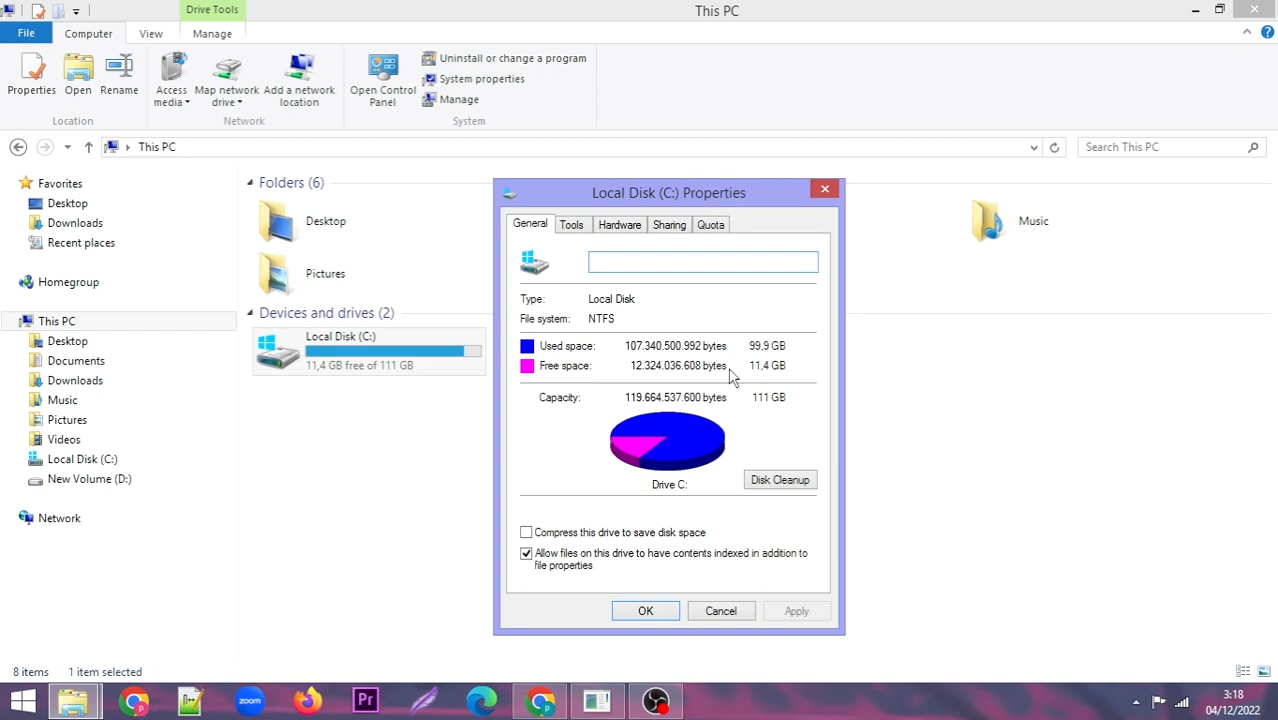 Drive Tools
This PC
File
Computer
View
Manage
Properties
Open
Rename
Access media
Map network drive
Add a network location
Open Control Panel
Uninstall or change a program
System properties
Manage
Location
Network
System
This PC
Search This PC
Favorites
Desktop
Downloads
Recent places
Homegroup
This PC
Desktop
Documents
Downloads
Music
Pictures
Videos
Local Disk (C:)
New Volume (D:)
Network
Folders (6)
Desktop
Music
Pictures
Devices and drives (2)
Local Disk (C:)
11,4 GB free of 111 GB
Local Disk (C:) Properties
General
Tools
Hardware
Sharing
Quota
Type: Local Disk
File system: NTFS
Used space: 107.340.500.992 bytes 99,9 GB
Free space: 12.324.036.608 bytes 11,4 GB
Capacity: 119.664.537.600 bytes 111 GB
Drive C:
Disk Cleanup
Compress this drive to save disk space
Allow files on this drive to have contents indexed in addition to
file properties
OK
Cancel
Apply
8 items
1 item selected
zoom
Pr
3:18
04/12/2022